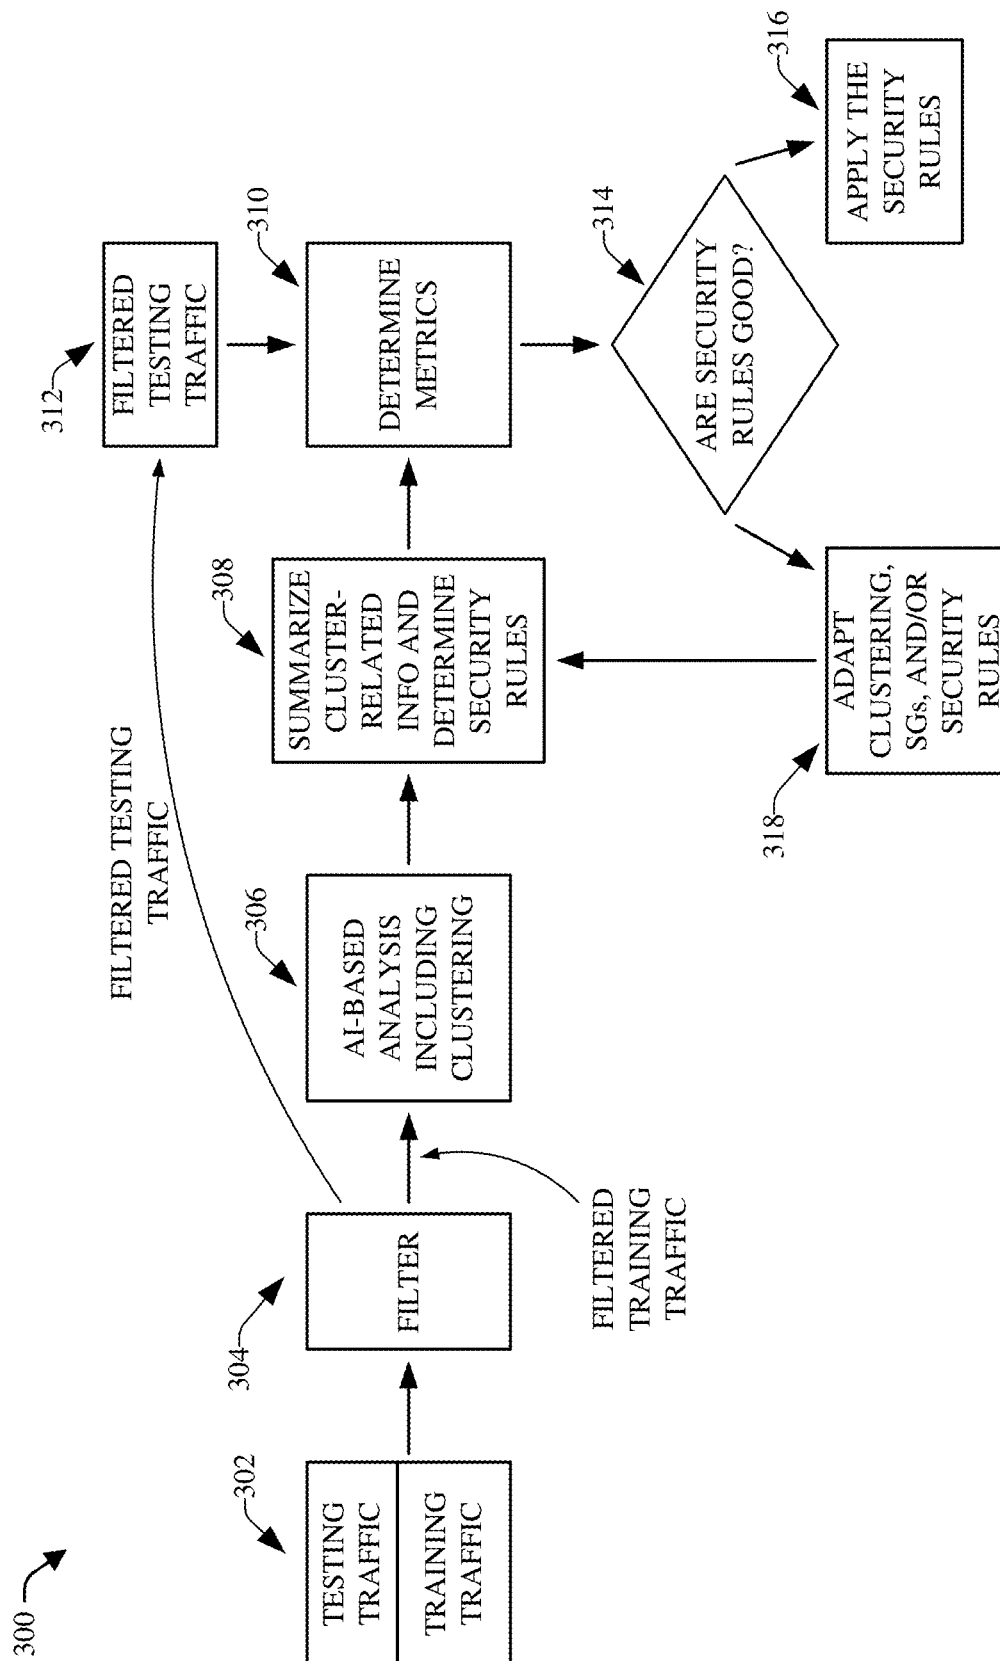 300
302
TESTING
TRAFFIC
TRAINING
TRAFFIC
304
FILTER
FILTERED
TRAINING
TRAFFIC
FILTERED TESTING
TRAFFIC
306
AI-BASED
ANALYSIS
INCLUDING
CLUSTERING
308
SUMMARIZE
CLUSTER-
RELATED
INFO AND
DETERMINE
SECURITY
RULES
312
FILTERED
TESTING
TRAFFIC
310
DETERMINE
METRICS
314
ARE SECURITY
RULES GOOD?
316
APPLY THE
SECURITY
RULES
318
ADAPT
CLUSTERING,
SGs, AND/OR
SECURITY
RULES